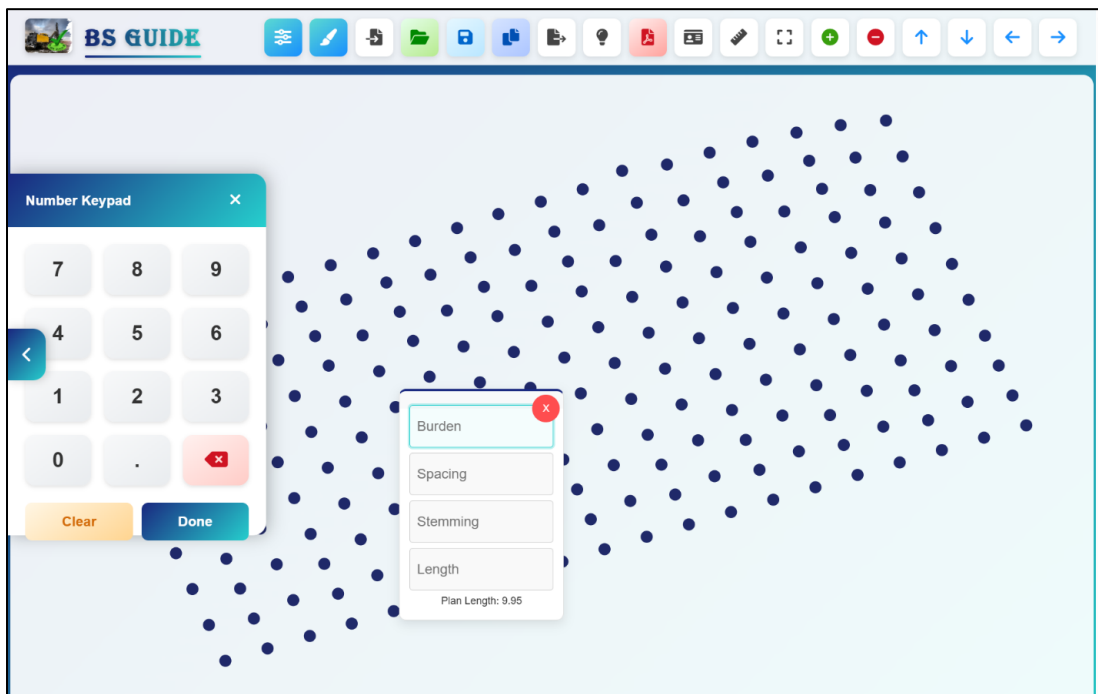 BS GUIDE
Number Keypad ×
7 8 9
4 5 6
1 2 3
0 .
Clear Done
X
Burden
Spacing
Stemming
Length
Plan Length: 9.95